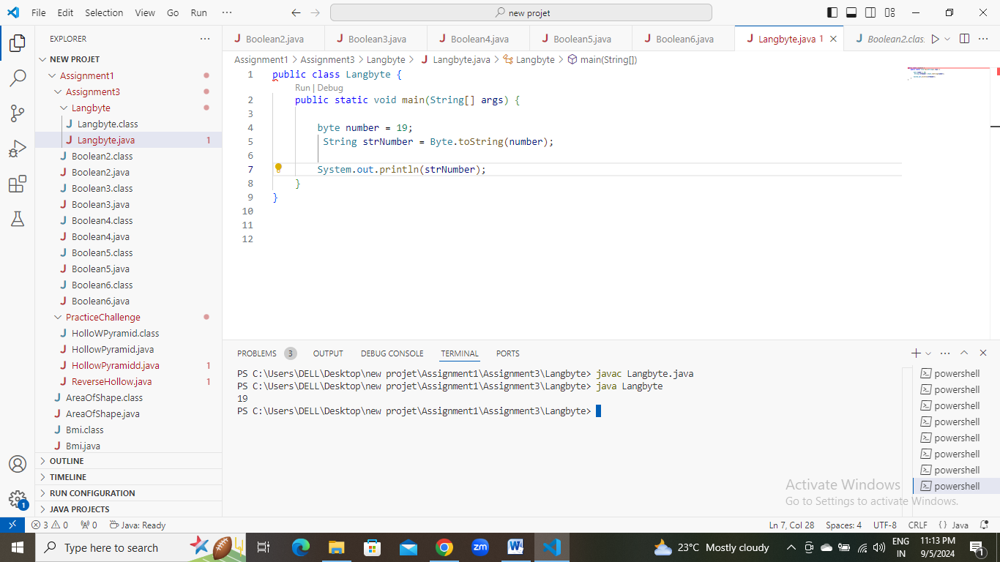 File Edit Selection View Go Run ··· new projet
EXPLORER ···
NEW PROJET
Assignment1
Assignment3
Langbyte
Langbyte.class
Langbyte.java 1
Boolean2.class
Boolean2.java
Boolean3.class
Boolean3.java
Boolean4.class
Boolean4.java
Boolean5.class
Boolean5.java
Boolean6.class
Boolean6.java
PracticeChallenge
HolloWPyramid.class
HollowPyramid.java
HollowPyramidd.java 1
ReverseHollow.java 1
AreaOfShape.class
AreaOfShape.java
Bmi.class
Bmi.java
OUTLINE
TIMELINE
RUN CONFIGURATION
JAVA PROJECTS
1
Boolean2.java Boolean3.java Boolean4.java Boolean5.java Boolean6.java Langbyte.java 1 Boolean2.clas
Assignment1 > Assignment3 > Langbyte > Langbyte.java > Langbyte > main(String[])
1 public class Langbyte {
Run | Debug
2 public static void main(String[] args) {
3
4 byte number = 19;
5 String strNumber = Byte.toString(number);
6
7 System.out.println(strNumber);
8 }
9 }
10
11
12
PROBLEMS 3 OUTPUT DEBUG CONSOLE TERMINAL PORTS
PS C:\Users\DELL\Desktop\new projet\Assignment1\Assignment3\Langbyte> javac Langbyte.java
PS C:\Users\DELL\Desktop\new projet\Assignment1\Assignment3\Langbyte> java Langbyte
19
PS C:\Users\DELL\Desktop\new projet\Assignment1\Assignment3\Langbyte>
powershell
powershell
powershell
powershell
powershell
powershell
powershell
powershell
Activate Windows
Go to Settings to activate Windows.
3 0 0 Java: Ready Ln 7, Col 28 Spaces: 4 UTF-8 CRLF {} Java
Type here to search zm W 23°C Mostly cloudy ENG IN 11:13 PM 9/5/2024 1